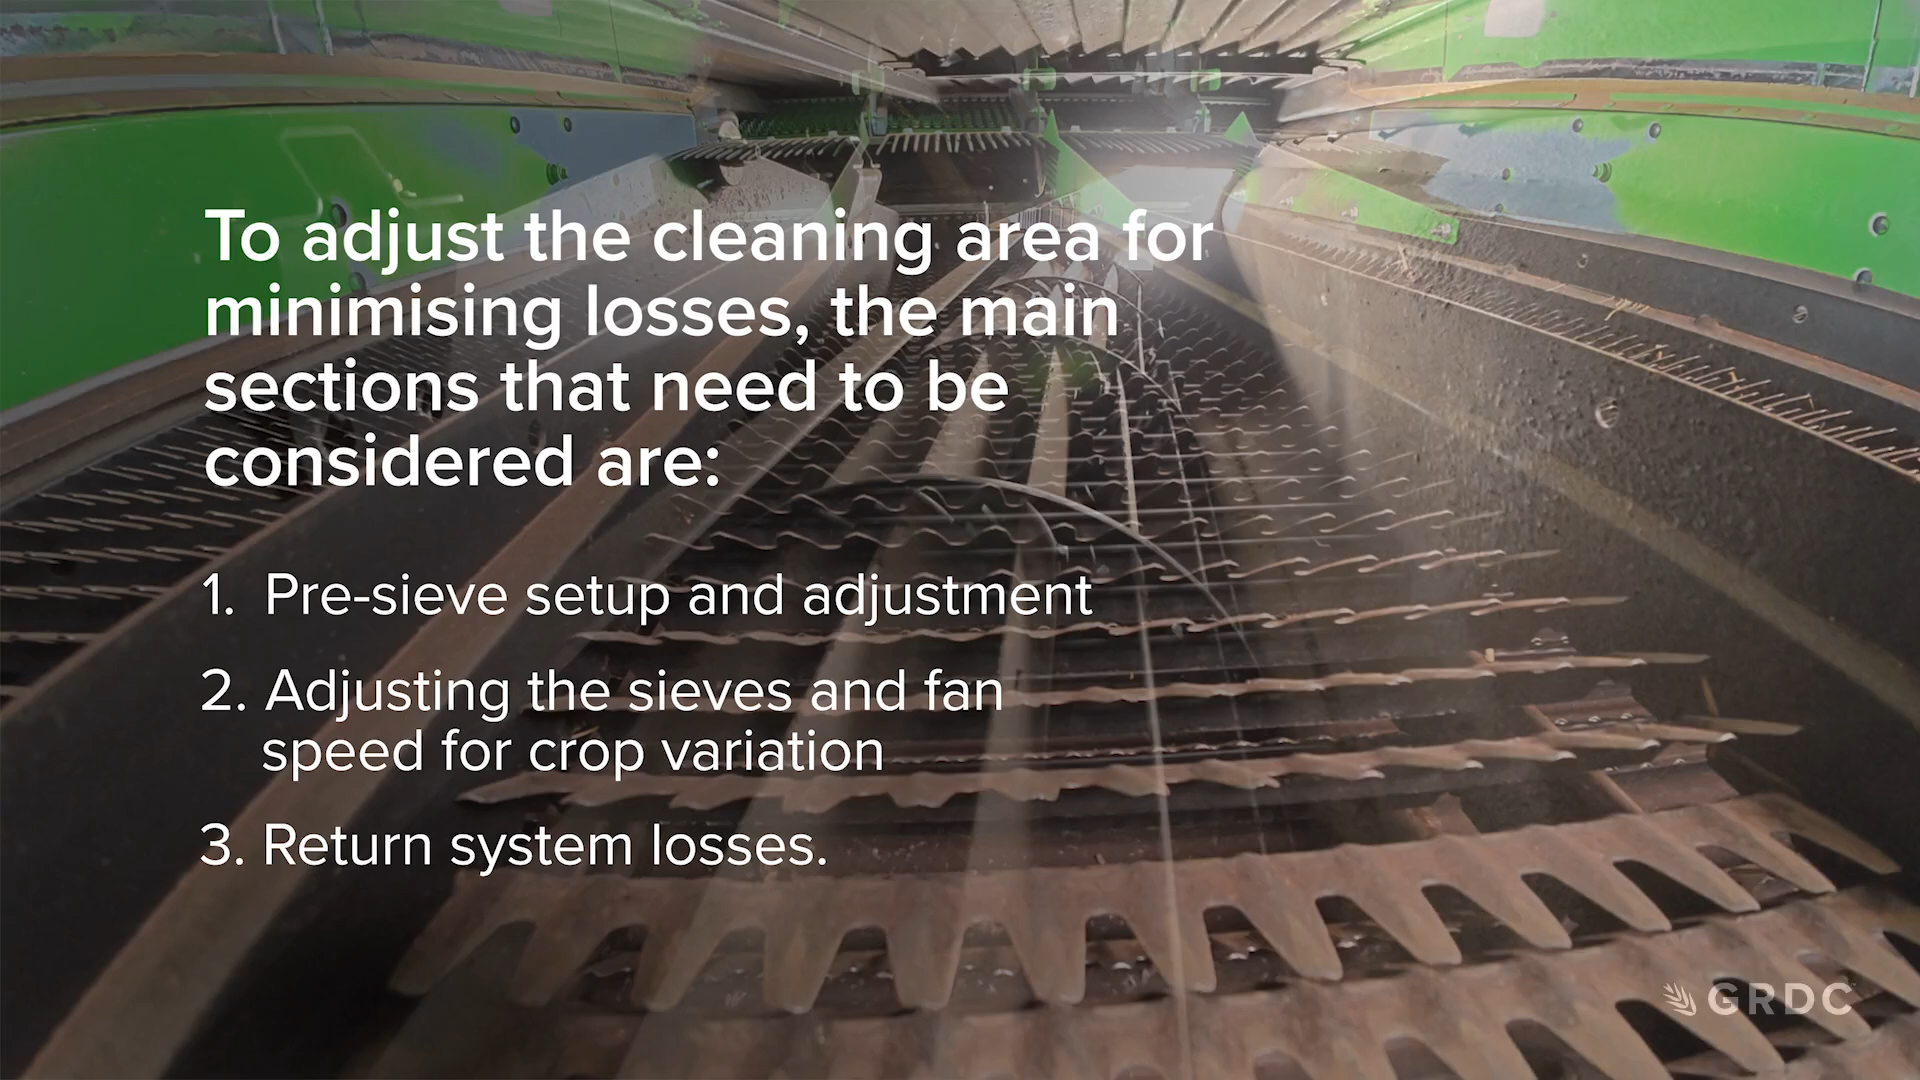 To adjust the cleaning area for
minimising losses, the main
sections that need to be
considered are:
1. Pre-sieve setup and adjustment
2. Adjusting the sieves and fan
speed for crop variation
3. Return system losses.
GRDC